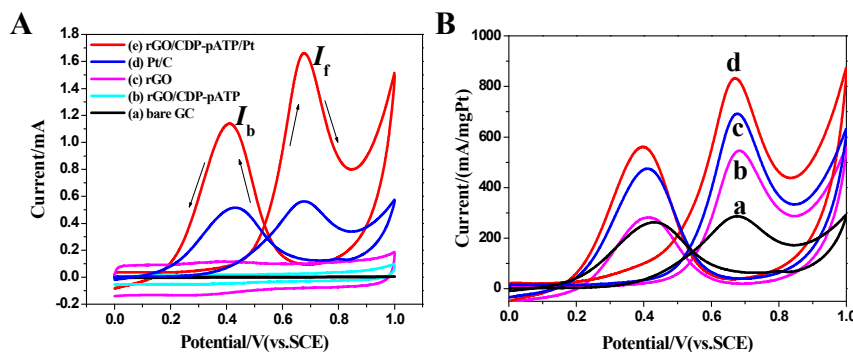 A
1.8
1.6
1.4
1.2
1.0
0.8
0.6
0.4
0.2
0.0
-0.2
Current/mA
(e) rGO/CDP-pATP/Pt
(d) Pt/C
(c) rGO
(b) rGO/CDP-pATP
(a) bare GC
I_f
I_b
0.0 0.2 0.4 0.6 0.8 1.0
Potential/V(vs.SCE)
B
1000
800
600
400
200
0
Current/(mA/mgPt)
d
c
b
a
0.0 0.2 0.4 0.6 0.8 1.0
Potential/V(vs.SCE)